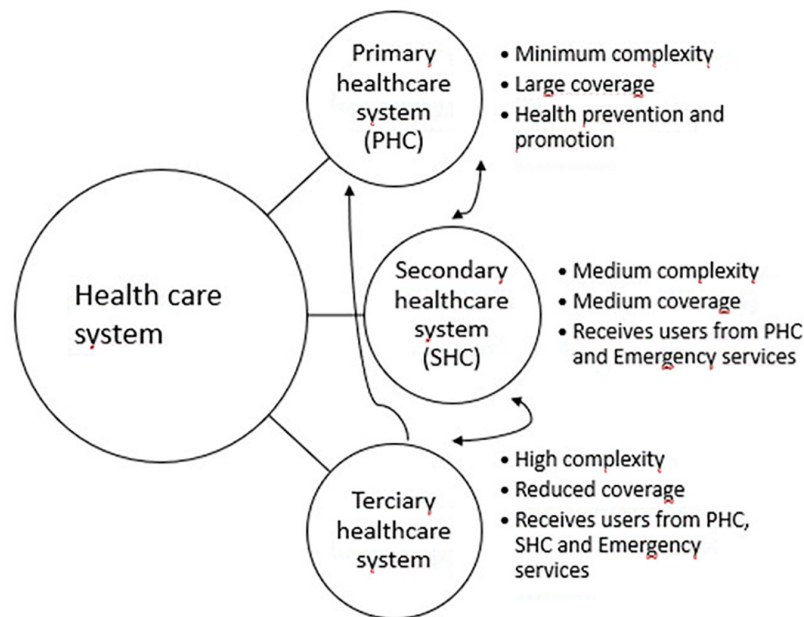 Primary
healthcare
system
(PHC)
• Minimum complexity
• Large coverage
• Health prevention and
promotion
Health care
system
Secondary
healthcare
system
(SHC)
• Medium complexity
• Medium coverage
• Receives users from PHC
and Emergency services
Terciary
healthcare
system
• High complexity
• Reduced coverage
• Receives users from PHC,
SHC and Emergency
services